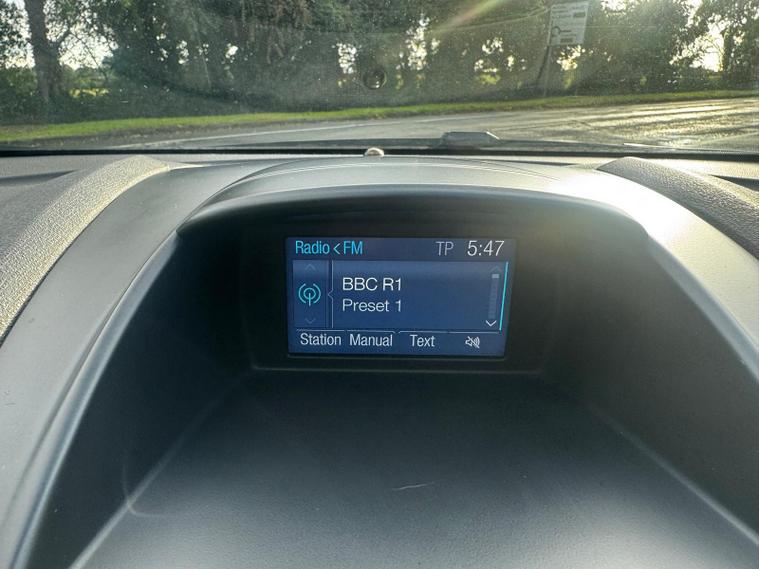 Radio < FM TP 5:47
BBC R1
Preset 1
Station Manual Text